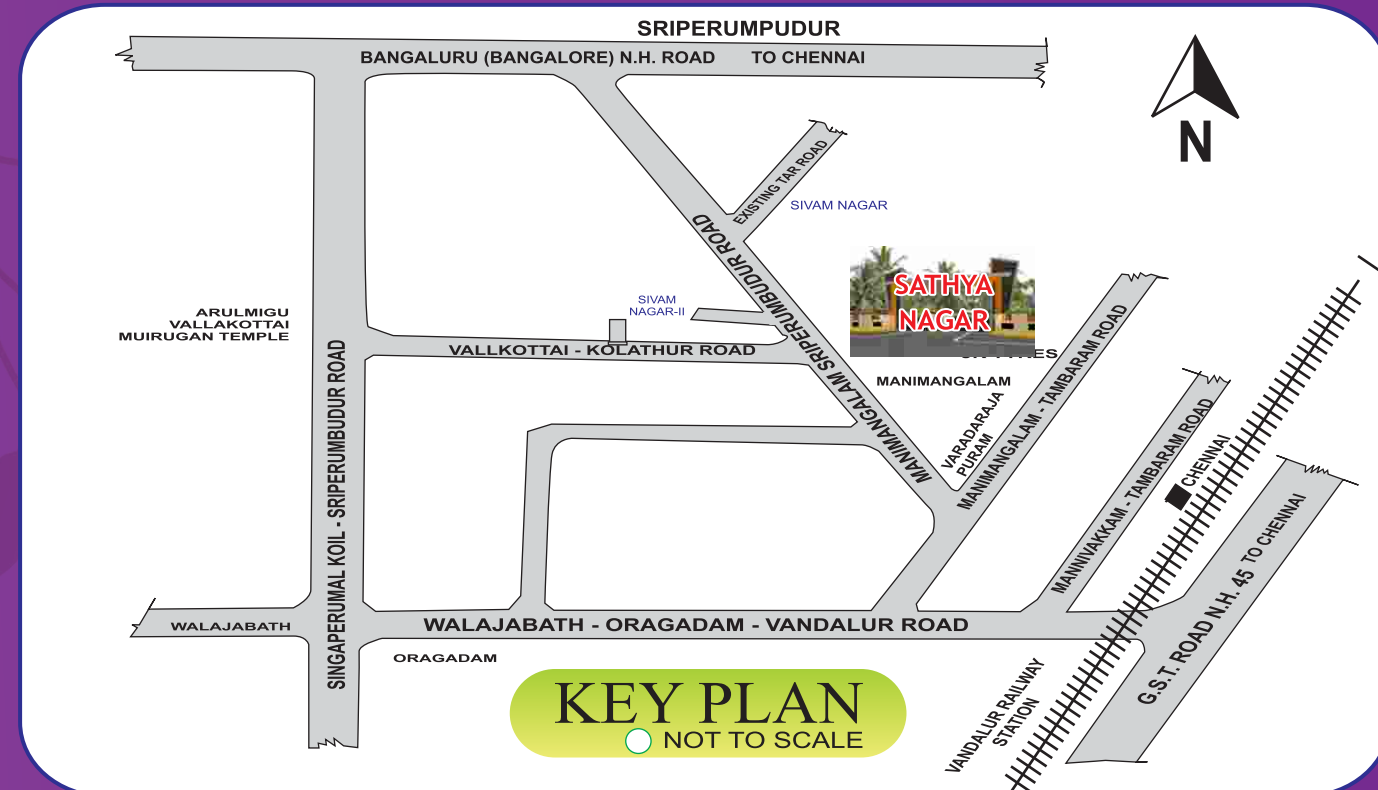 SRIPERUMPUDUR
BANGALURU (BANGALORE) N.H. ROAD TO CHENNAI
N
EXISTING TAR ROAD
SIVAM NAGAR
SATHYA
NAGAR
SIVAM
NAGAR-II
ARULMIGU
VALLAKOTTAI
MUIRUGAN TEMPLE
VALLKOTTAI - KOLATHUR ROAD
MANIMANGALAM SRIPERUMBUDUR ROAD
MANIMANGALAM
VARADARAJA
PURAM
MANIMANGALAM - TAMBARAM ROAD
MANNIVAKKAM - TAMBARAM ROAD
CHENNAI
SINGAPERUMAL KOIL - SRIPERUMBUDUR ROAD
WALAJABATH
WALAJABATH - ORAGADAM - VANDALUR ROAD
ORAGADAM
G.S.T. ROAD N.H. 45 TO CHENNAI
VANDALUR RAILWAY
STATION
KEY PLAN
NOT TO SCALE